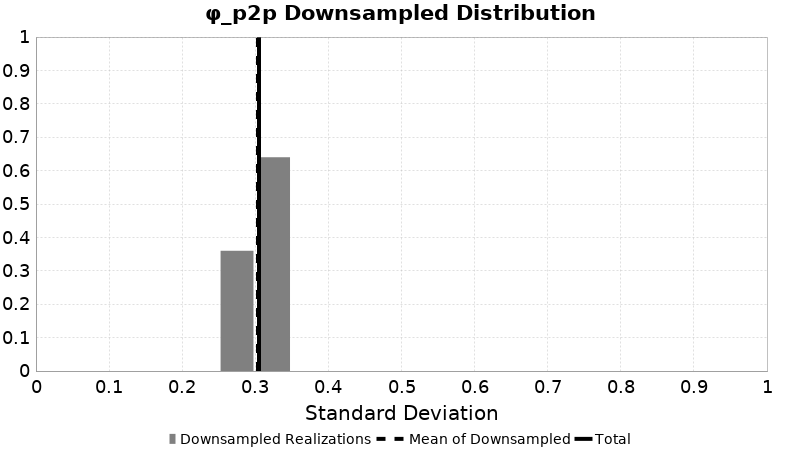 φ_p2p Downsampled Distribution
1
0.9
0.8
0.7
0.6
0.5
0.4
0.3
0.2
0.1
0
0 0.1 0.2 0.3 0.4 0.5 0.6 0.7 0.8 0.9 1
Standard Deviation
Downsampled Realizations Mean of Downsampled Total